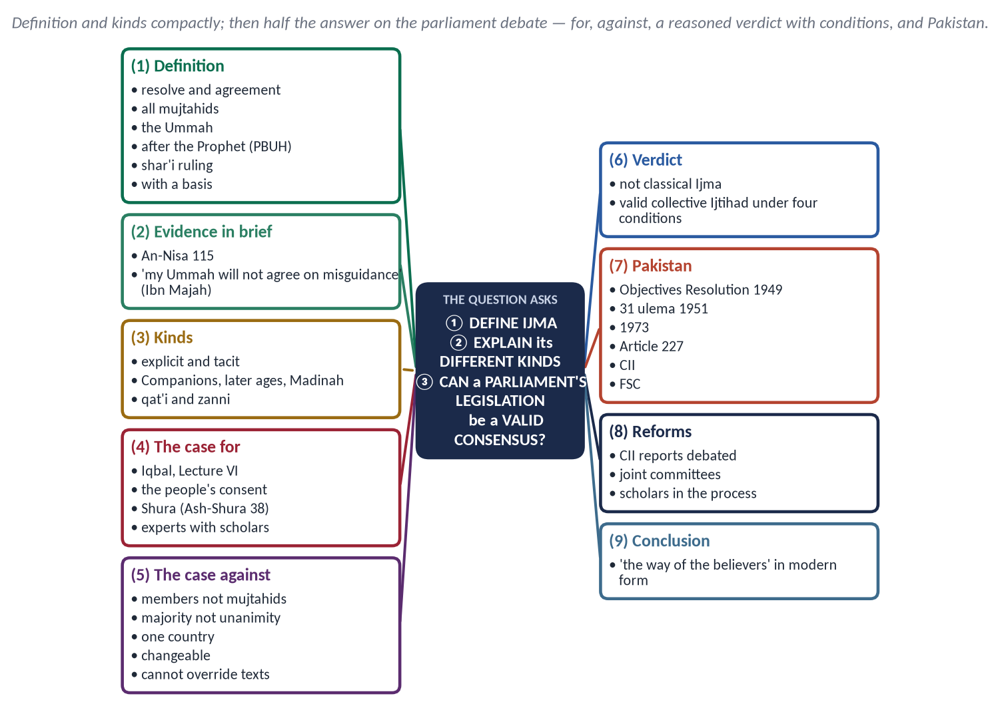 Definition and kinds compactly; then half the answer on the parliament debate — for, against, a reasoned verdict with conditions, and Pakistan.
(1) Definition
• resolve and agreement
• all mujtahids
• the Ummah
• after the Prophet (PBUH)
• shar'i ruling
• with a basis
(2) Evidence in brief
• An-Nisa 115
• 'my Ummah will not agree on misguidance'
(Ibn Majah)
(3) Kinds
• explicit and tacit
• Companions, later ages, Madinah
• qat'i and zanni
(4) The case for
• Iqbal, Lecture VI
• the people's consent
• Shura (Ash-Shura 38)
• experts with scholars
(5) The case against
• members not mujtahids
• majority not unanimity
• one country
• changeable
• cannot override texts
THE QUESTION ASKS
① DEFINE IJMA
② EXPLAIN its
DIFFERENT KINDS
③ CAN a PARLIAMENT'S
LEGISLATION
be a VALID
CONSENSUS?
(6) Verdict
• not classical Ijma
• valid collective Ijtihad under four
conditions
(7) Pakistan
• Objectives Resolution 1949
• 31 ulema 1951
• 1973
• Article 227
• CII
• FSC
(8) Reforms
• CII reports debated
• joint committees
• scholars in the process
(9) Conclusion
• 'the way of the believers' in modern
form